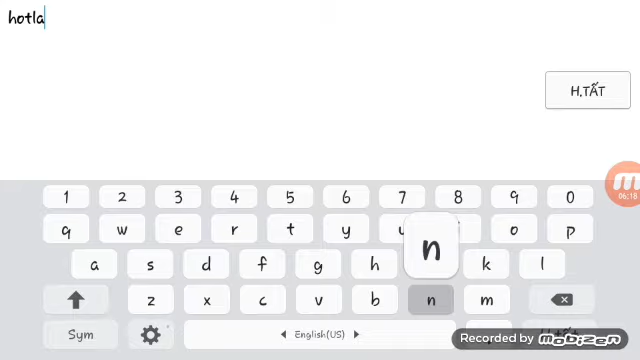 hotla
H.TẤT
1 2 3 4 5 6 7 8 9 0
q w e r t y u o p
a s d f g h n k l
z x c v b n m
Sym English(US)
06:18
Recorded by mobizen